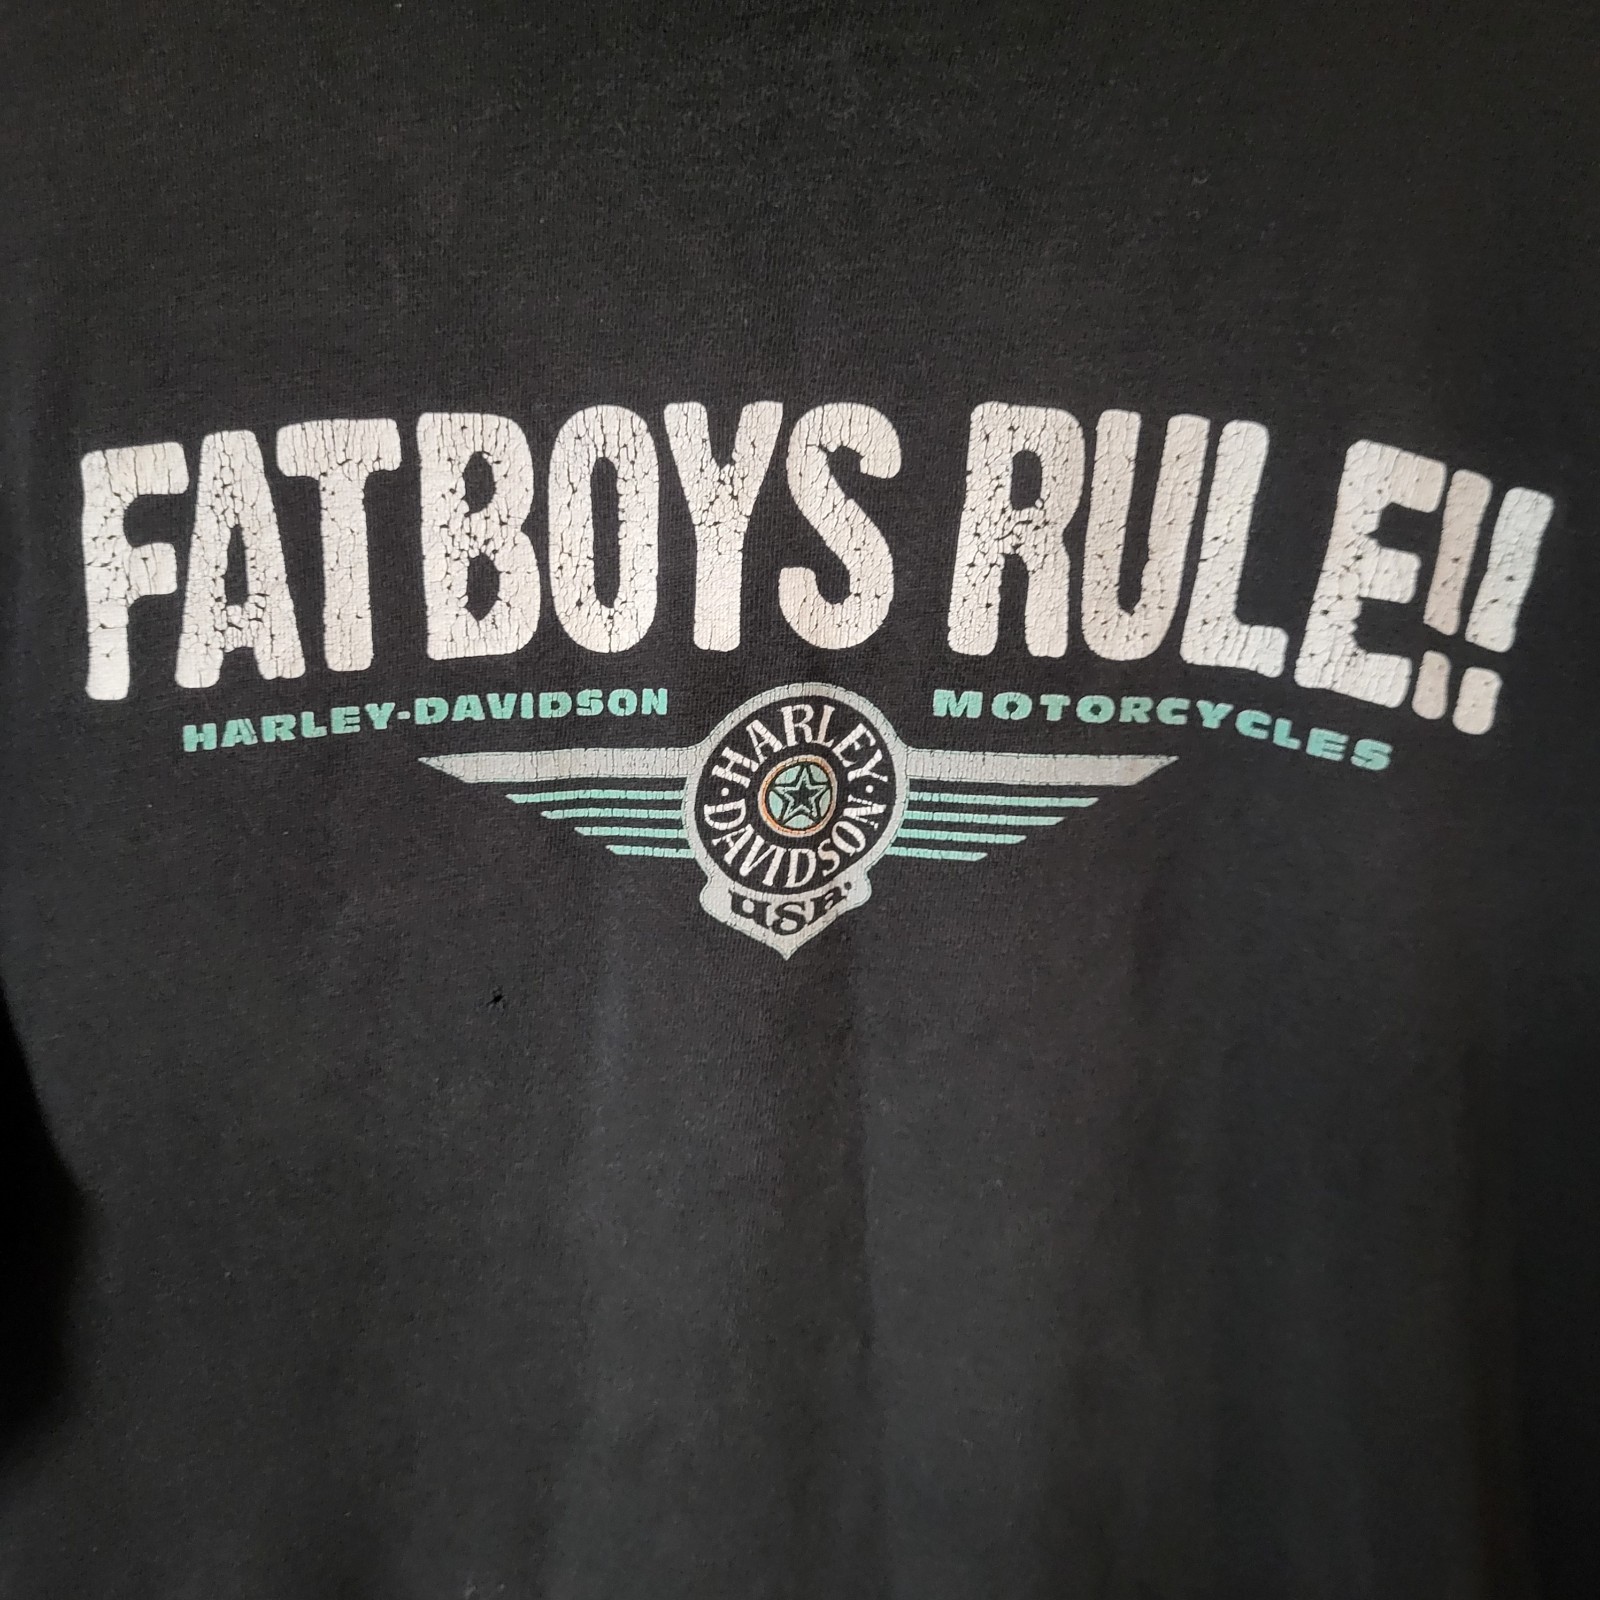 FATBOYS RULE!!
HARLEY-DAVIDSON MOTORCYCLES
HARLEY
DAVIDSON
USA